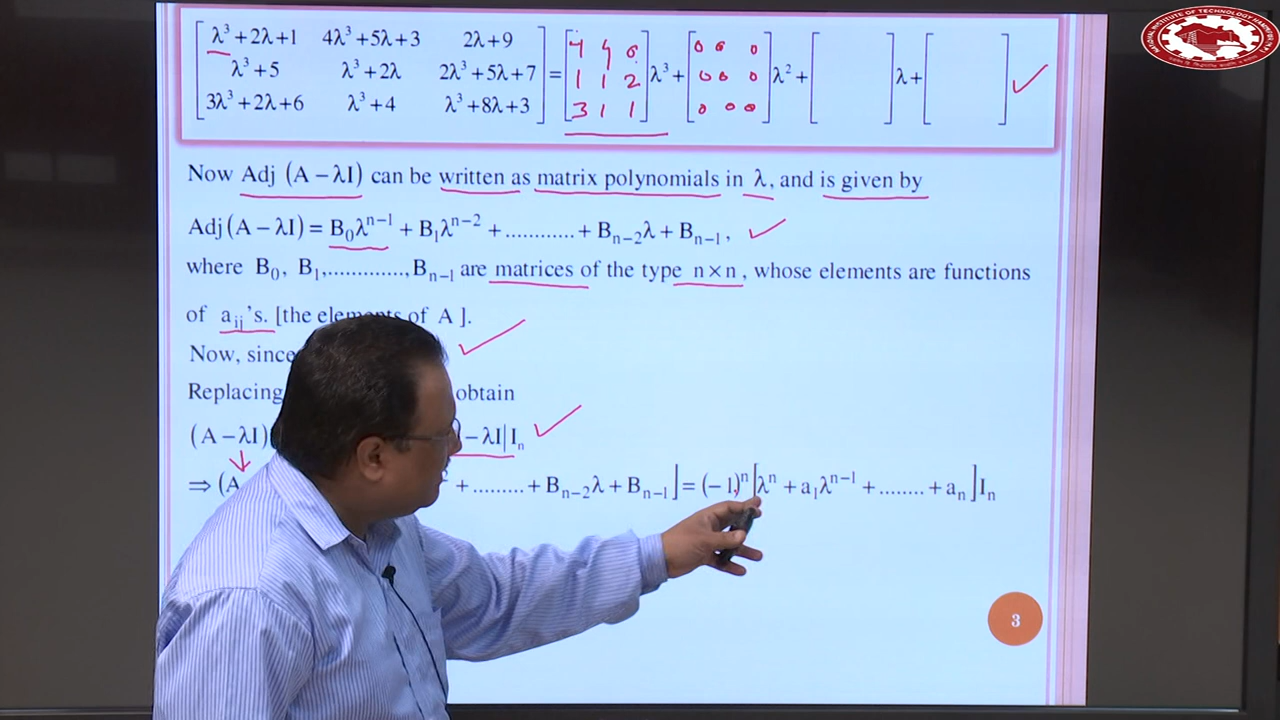 λ³+2λ+1 4λ³+5λ+3 2λ+9
λ³+5 λ³+2λ 2λ³+5λ+7
3λ³+2λ+6 λ³+4 λ³+8λ+3
= [ ] λ³+ [ ] λ²+ [ ] λ+ [ ]
1 1 2
3 1 1
0 0 0
0 0 0
0 0 0
Now Adj (A−λI) can be written as matrix polynomials in λ, and is given by
Adj(A−λI) = B₀λⁿ⁻¹ + B₁λⁿ⁻² + ............ + Bₙ₋₂λ + Bₙ₋₁,
where B₀, B₁,..............,Bₙ₋₁ are matrices of the type n×n, whose elements are functions
of aᵢⱼ's. [the elements of A ].
Now, since
Replacing obtain
(A−λI) −λI|Iₙ
⇒ (A + ........ + Bₙ₋₂λ + Bₙ₋₁] = (−1)ⁿ[λⁿ + a₁λⁿ⁻¹ + ........ + aₙ]Iₙ
3